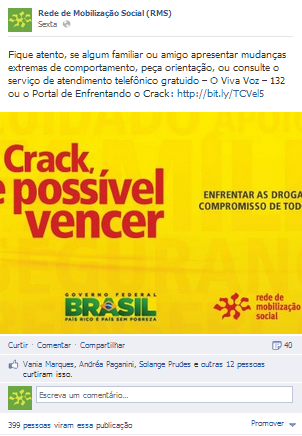 Rede de Mobilização Social (RMS)
Sexta
Fique atento, se algum familiar ou amigo apresentar mudanças
extremas de comportamento, peça orientação, ou consulte o
serviço de atendimento telefônico gratuito – O Viva Voz – 132
ou o Portal de Enfrentando o Crack: http://bit.ly/TCVel5
Crack,
é possível
vencer
ENFRENTAR AS DROGA
COMPROMISSO DE TOD
GOVERNO FEDERAL
BRASIL
PAÍS RICO É PAÍS SEM POBREZA
rede de
mobilização
social
Curtir · Comentar · Compartilhar 40
Vania Marques, Andréa Paganini, Solange Prudes e outras 12 pessoas
curtiram isso.
Escreva um comentário...
399 pessoas viram essa publicação Promover